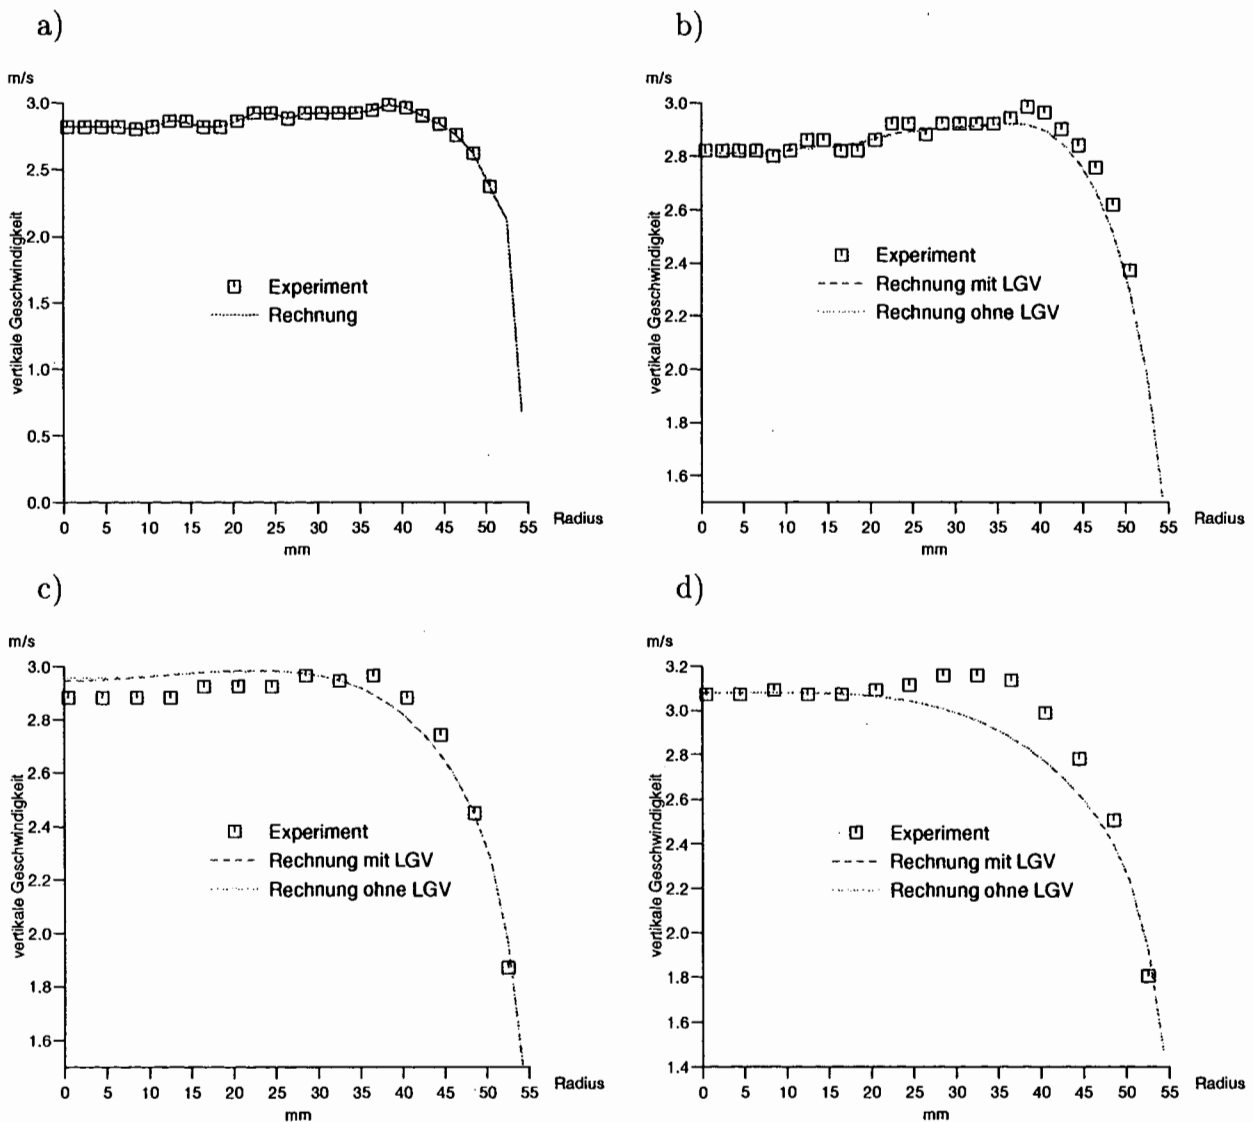 a)
m/s
3.0
2.5
2.0
1.5
1.0
0.5
0.0
vertikale Geschwindigkeit
Experiment
Rechnung
0 5 10 15 20 25 30 35 40 45 50 55
Radius
mm
b)
m/s
3.0
2.8
2.6
2.4
2.2
2.0
1.8
1.6
vertikale Geschwindigkeit
Experiment
Rechnung mit LGV
Rechnung ohne LGV
0 5 10 15 20 25 30 35 40 45 50 55
Radius
mm
c)
m/s
3.0
2.8
2.6
2.4
2.2
2.0
1.8
1.6
vertikale Geschwindigkeit
Experiment
Rechnung mit LGV
Rechnung ohne LGV
0 5 10 15 20 25 30 35 40 45 50 55
Radius
mm
d)
m/s
3.2
3.0
2.8
2.6
2.4
2.2
2.0
1.8
1.6
1.4
vertikale Geschwindigkeit
Experiment
Rechnung mit LGV
Rechnung ohne LGV
0 5 10 15 20 25 30 35 40 45 50 55
Radius
mm